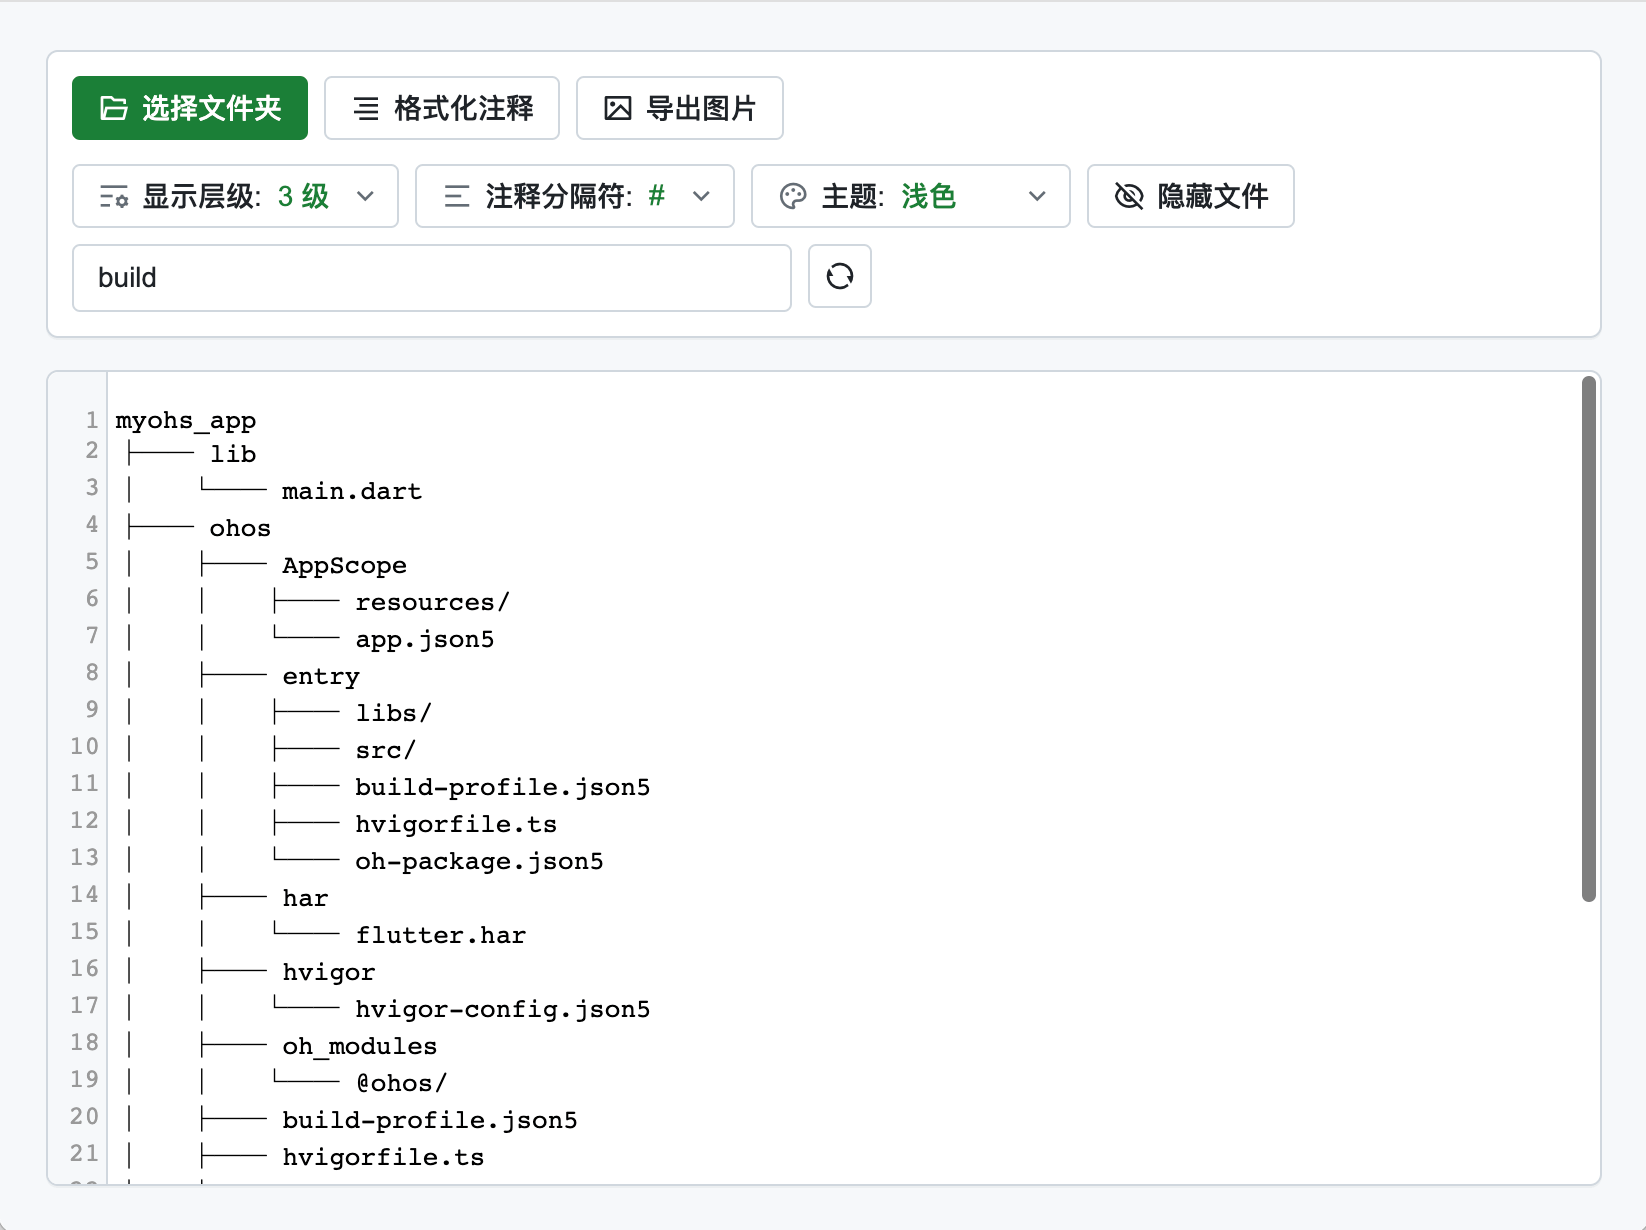 选择文件夹 格式化注释 导出图片
显示层级: 3 级 注释分隔符: # 主题: 浅色 隐藏文件
build
1 myohs_app
2 ├── lib
3 │ └── main.dart
4 ├── ohos
5 │ ├── AppScope
6 │ │ ├── resources/
7 │ │ └── app.json5
8 │ ├── entry
9 │ │ ├── libs/
10 │ │ ├── src/
11 │ │ ├── build-profile.json5
12 │ │ ├── hvigorfile.ts
13 │ │ └── oh-package.json5
14 │ ├── har
15 │ │ └── flutter.har
16 │ ├── hvigor
17 │ │ └── hvigor-config.json5
18 │ ├── oh_modules
19 │ │ └── @ohos/
20 │ ├── build-profile.json5
21 │ ├── hvigorfile.ts